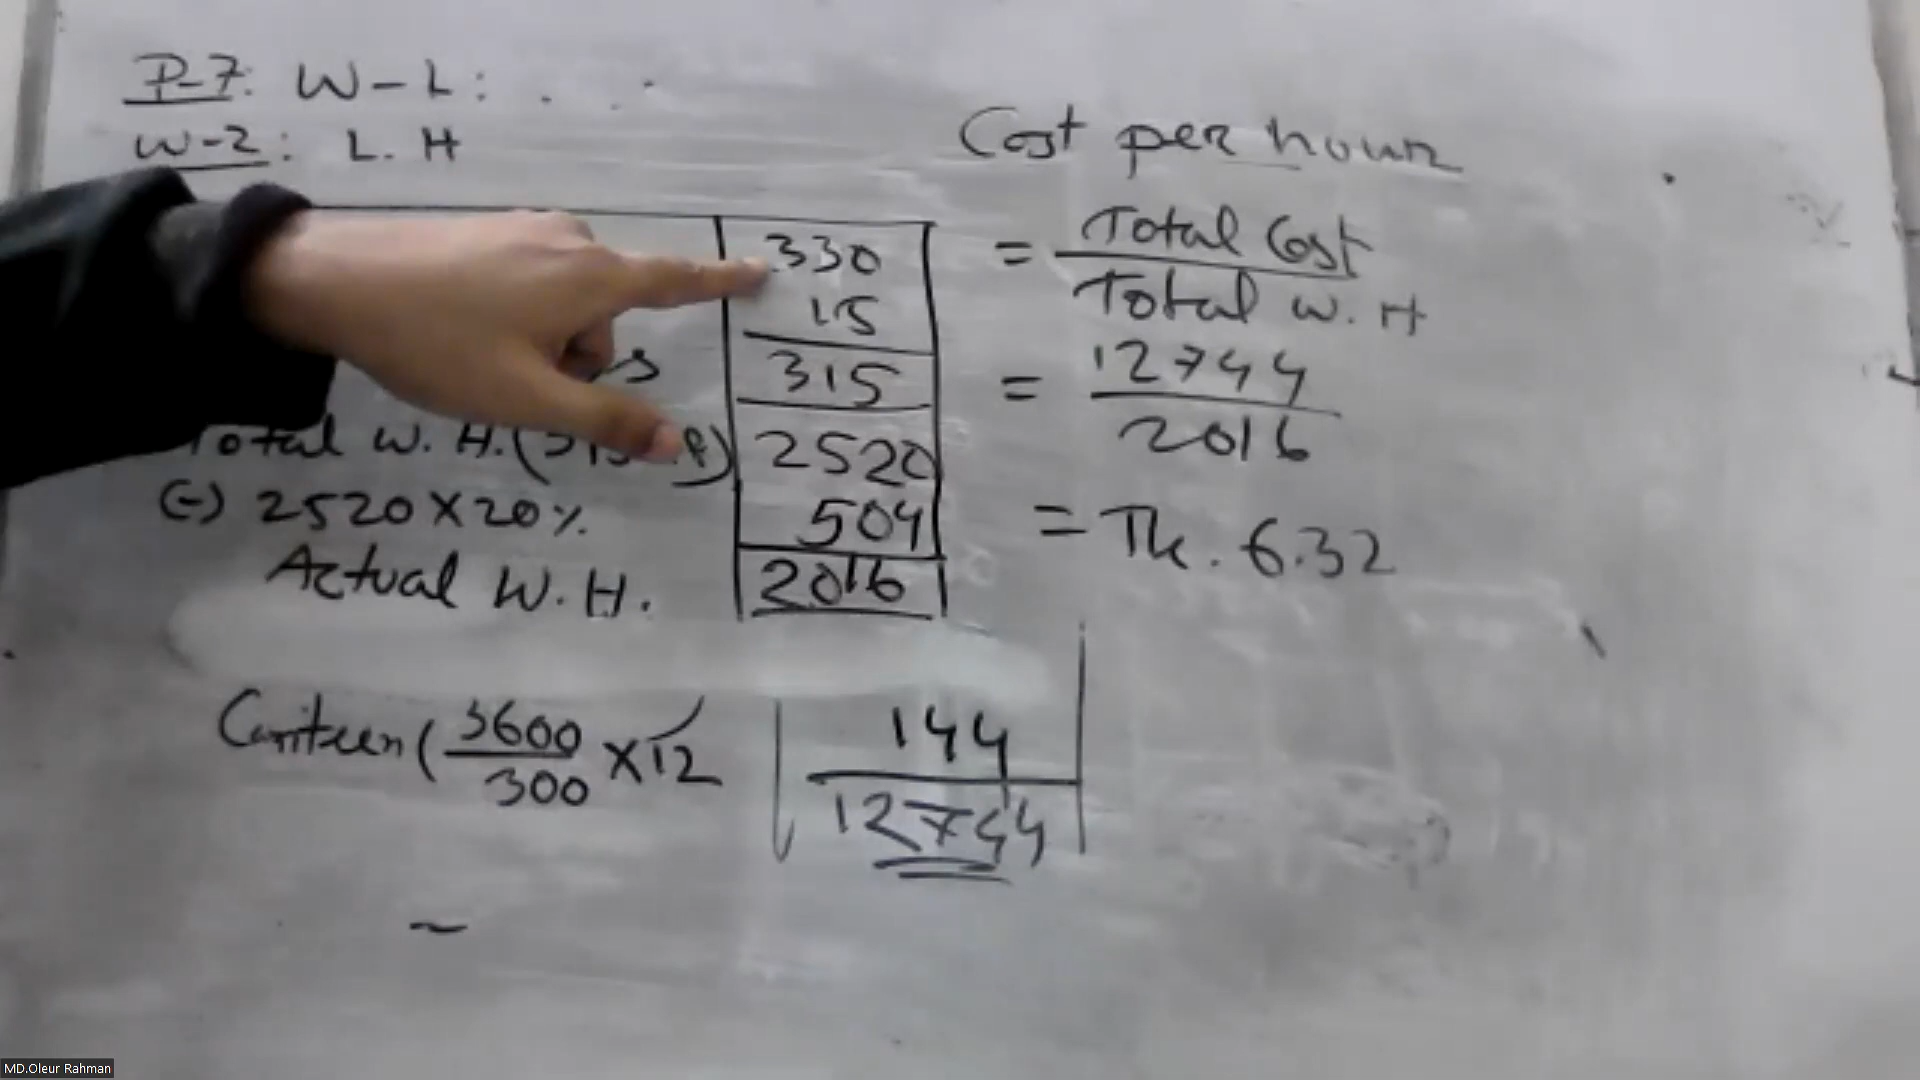 P-7: W-L:
W-2: L. H
330
15
315
Total W. H. (315 2520
(-) 2520 X 20% 504
Actual W. H. 2016
Canteen ( 3600 / 300 X 12 144
12744
Cost per hour
= Total Cost / Total W. H
= 12744 / 2016
= Tk. 6.32
MD.Oleur Rahman